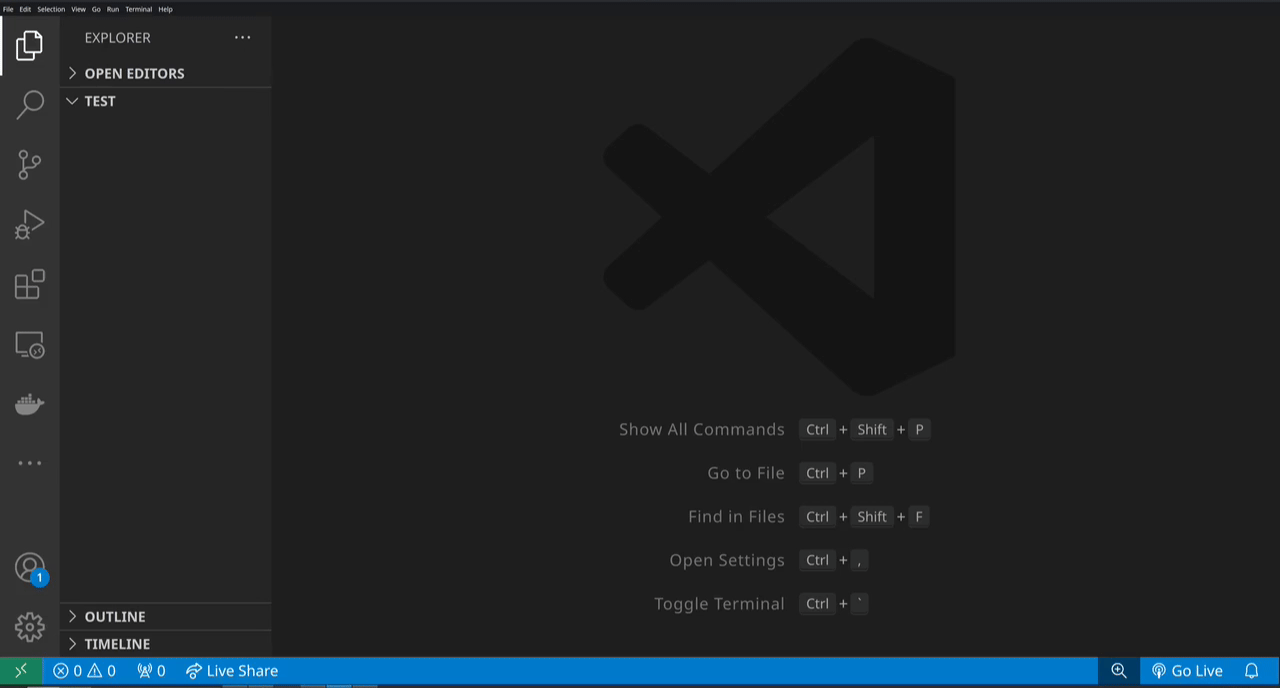 File Edit Selection View Go Run Terminal Help
EXPLORER ···
OPEN EDITORS
TEST
Show All Commands Ctrl + Shift + P
Go to File Ctrl + P
Find in Files Ctrl + Shift + F
Open Settings Ctrl + ,
Toggle Terminal Ctrl + `
1
OUTLINE
TIMELINE
0 0 0 Live Share Go Live